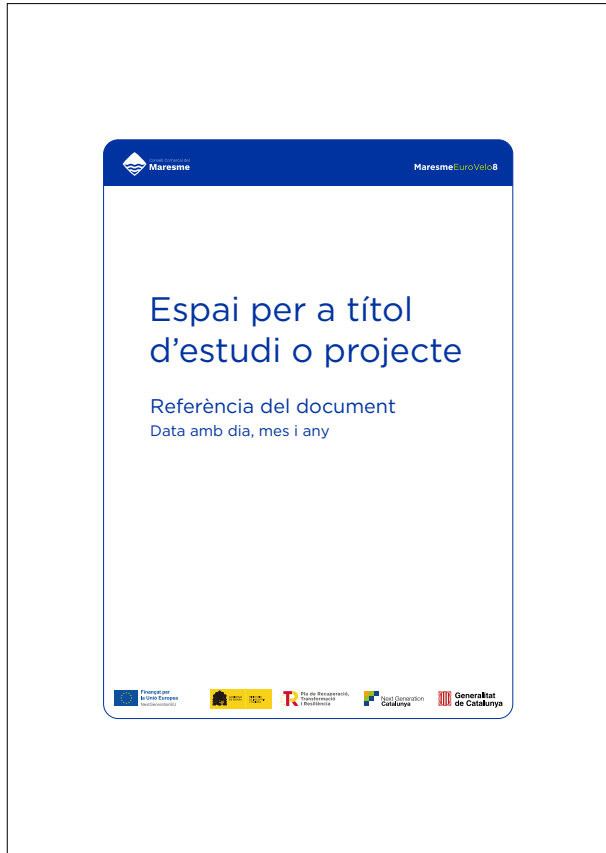 Consell Comarcal del
Maresme
MaresmeEuroVelo8
Espai per a títol
d'estudi o projecte
Referència del document
Data amb dia, mes i any
Finançat per
la Unió Europea
NextGenerationEU
Pla de Recuperació,
Transformació
i Resiliència
Next Generation
Catalunya
Generalitat
de Catalunya